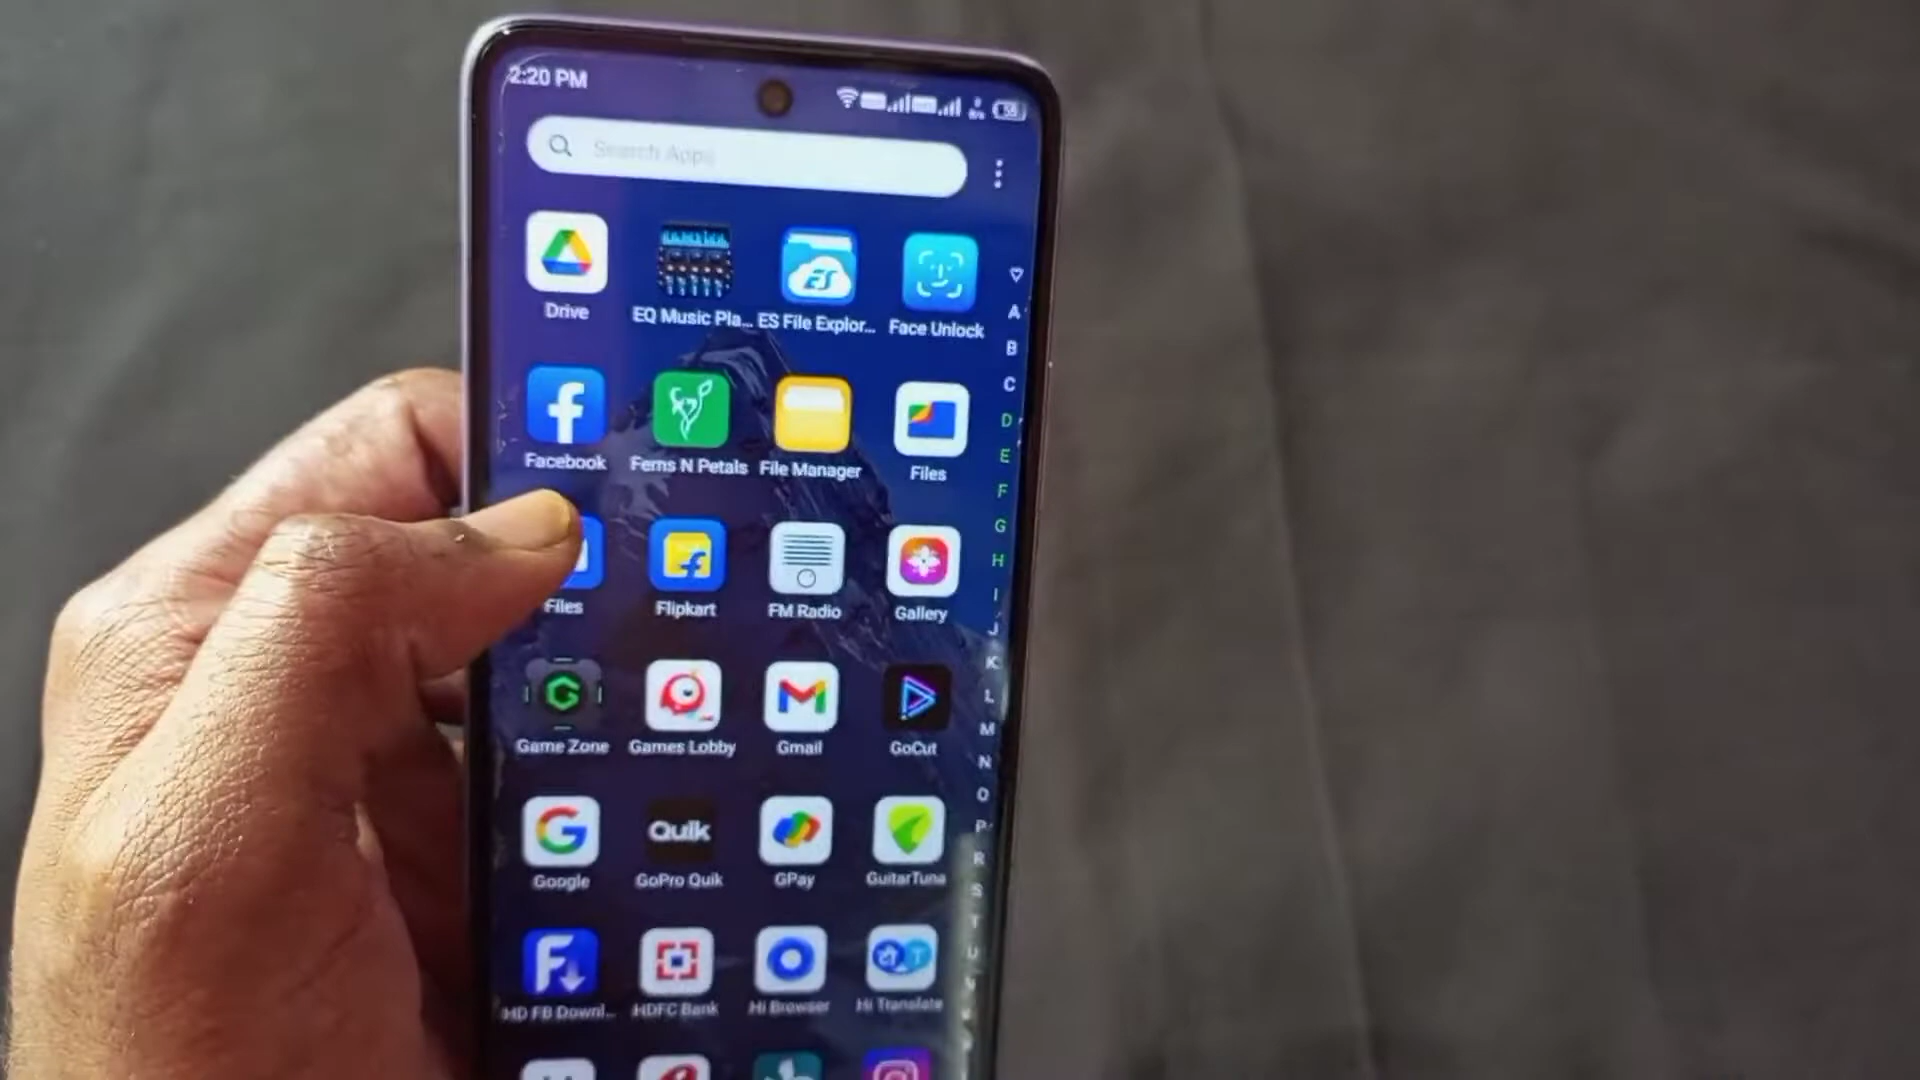 2:20 PM
58
Search Apps
Drive
EQ Music Pla...
ES File Explor...
Face Unlock
Facebook
Ferns N Petals
File Manager
Files
Files
Flipkart
FM Radio
Gallery
Game Zone
Games Lobby
Gmail
GoCut
Google
Quik
GoPro Quik
GPay
GuitarTuna
HD FB Downl...
HDFC Bank
Hi Browser
Hi Translate
A
B
C
D
E
F
G
H
I
J
K
L
M
N
O
P
R
S
T
U